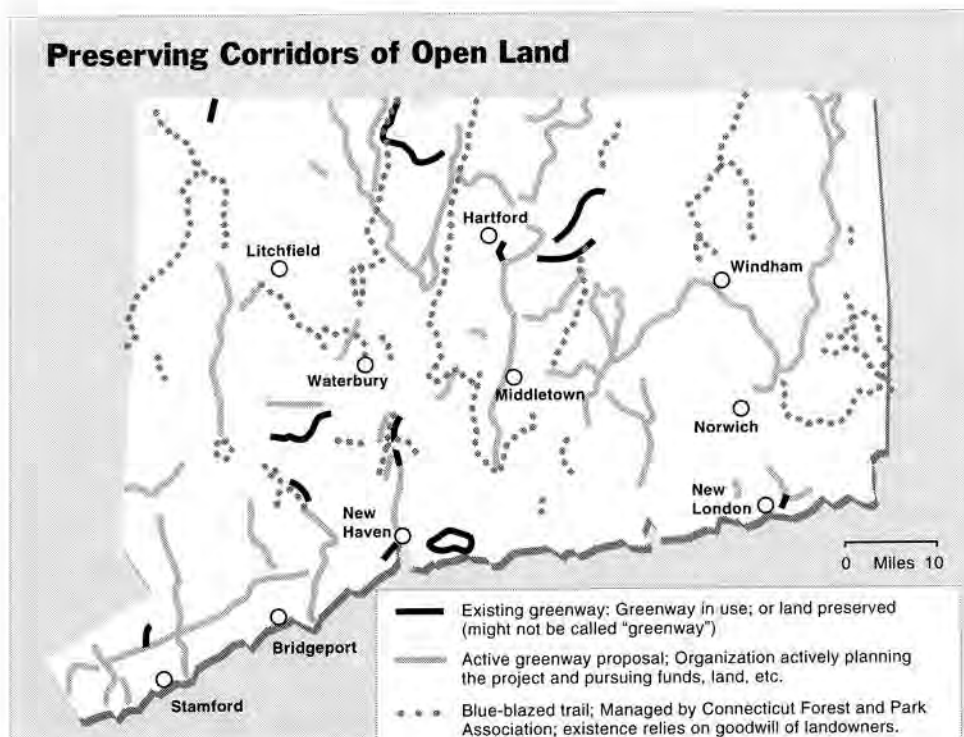 Preserving Corridors of Open Land
Hartford
Litchfield
Windham
Waterbury
Middletown
Norwich
New
London
New
Haven
0 Miles 10
Bridgeport
Stamford
Existing greenway: Greenway in use; or land preserved
(might not be called "greenway")
Active greenway proposal; Organization actively planning
the project and pursuing funds, land, etc.
Blue-blazed trail; Managed by Connecticut Forest and Park
Association; existence relies on goodwill of landowners.